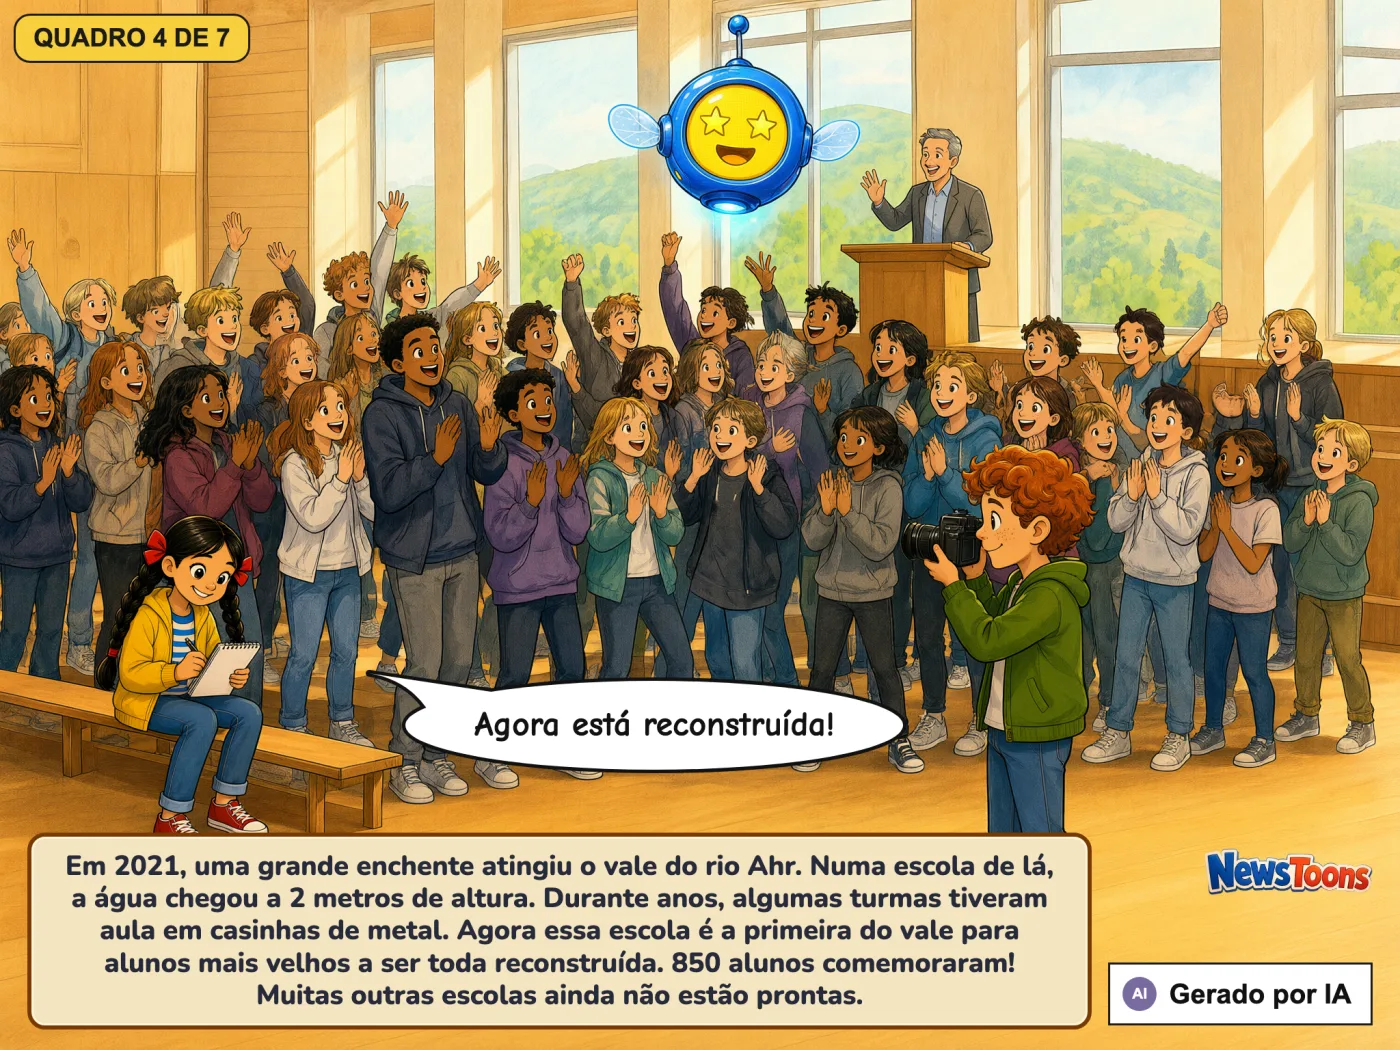 QUADRO 4 DE 7
Agora está reconstruída!
Em 2021, uma grande enchente atingiu o vale do rio Ahr. Numa escola de lá,
a água chegou a 2 metros de altura. Durante anos, algumas turmas tiveram
aula em casinhas de metal. Agora essa escola é a primeira do vale para
alunos mais velhos a ser toda reconstruída. 850 alunos comemoraram!
Muitas outras escolas ainda não estão prontas.
NewsToons
AI Gerado por IA